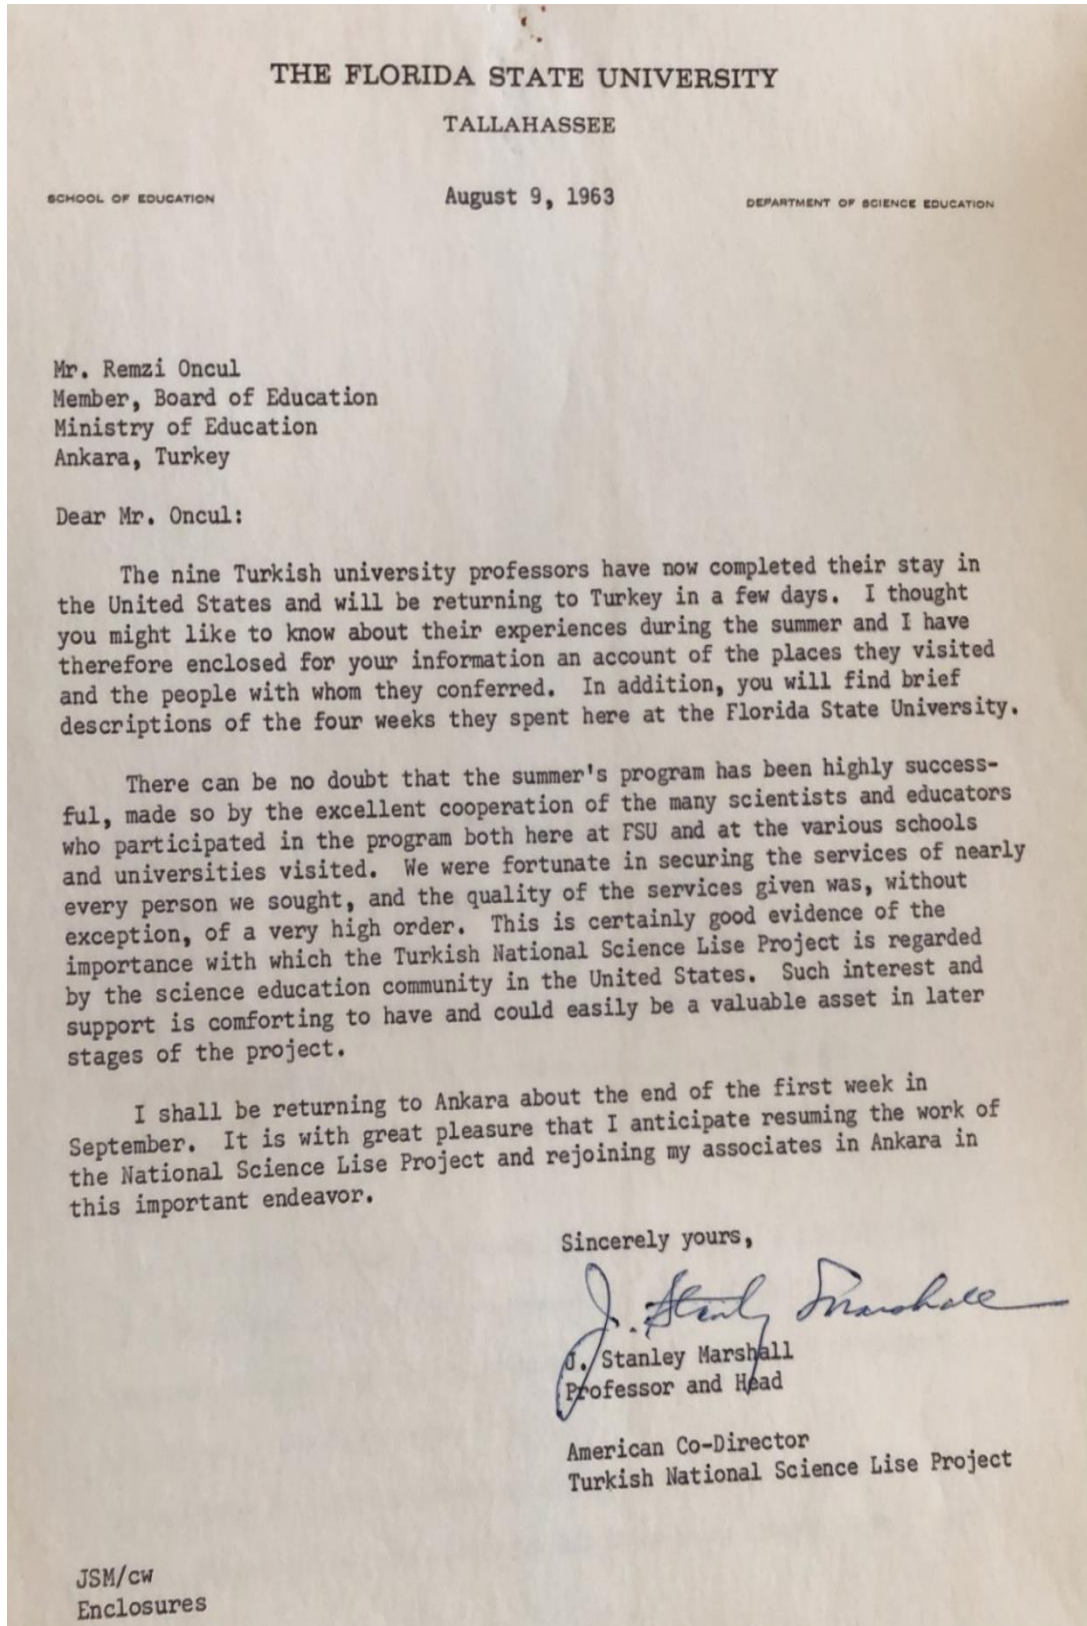 THE FLORIDA STATE UNIVERSITY
TALLAHASSEE
SCHOOL OF EDUCATION
August 9, 1963
DEPARTMENT OF SCIENCE EDUCATION
Mr. Remzi Oncul
Member, Board of Education
Ministry of Education
Ankara, Turkey
Dear Mr. Oncul:
The nine Turkish university professors have now completed their stay in
the United States and will be returning to Turkey in a few days. I thought
you might like to know about their experiences during the summer and I have
therefore enclosed for your information an account of the places they visited
and the people with whom they conferred. In addition, you will find brief
descriptions of the four weeks they spent here at the Florida State University.
There can be no doubt that the summer's program has been highly success-
ful, made so by the excellent cooperation of the many scientists and educators
who participated in the program both here at FSU and at the various schools
and universities visited. We were fortunate in securing the services of nearly
every person we sought, and the quality of the services given was, without
exception, of a very high order. This is certainly good evidence of the
importance with which the Turkish National Science Lise Project is regarded
by the science education community in the United States. Such interest and
support is comforting to have and could easily be a valuable asset in later
stages of the project.
I shall be returning to Ankara about the end of the first week in
September. It is with great pleasure that I anticipate resuming the work of
the National Science Lise Project and rejoining my associates in Ankara in
this important endeavor.
Sincerely yours,
J. Stanley Marshall
J. Stanley Marshall
Professor and Head
American Co-Director
Turkish National Science Lise Project
JSM/cw
Enclosures